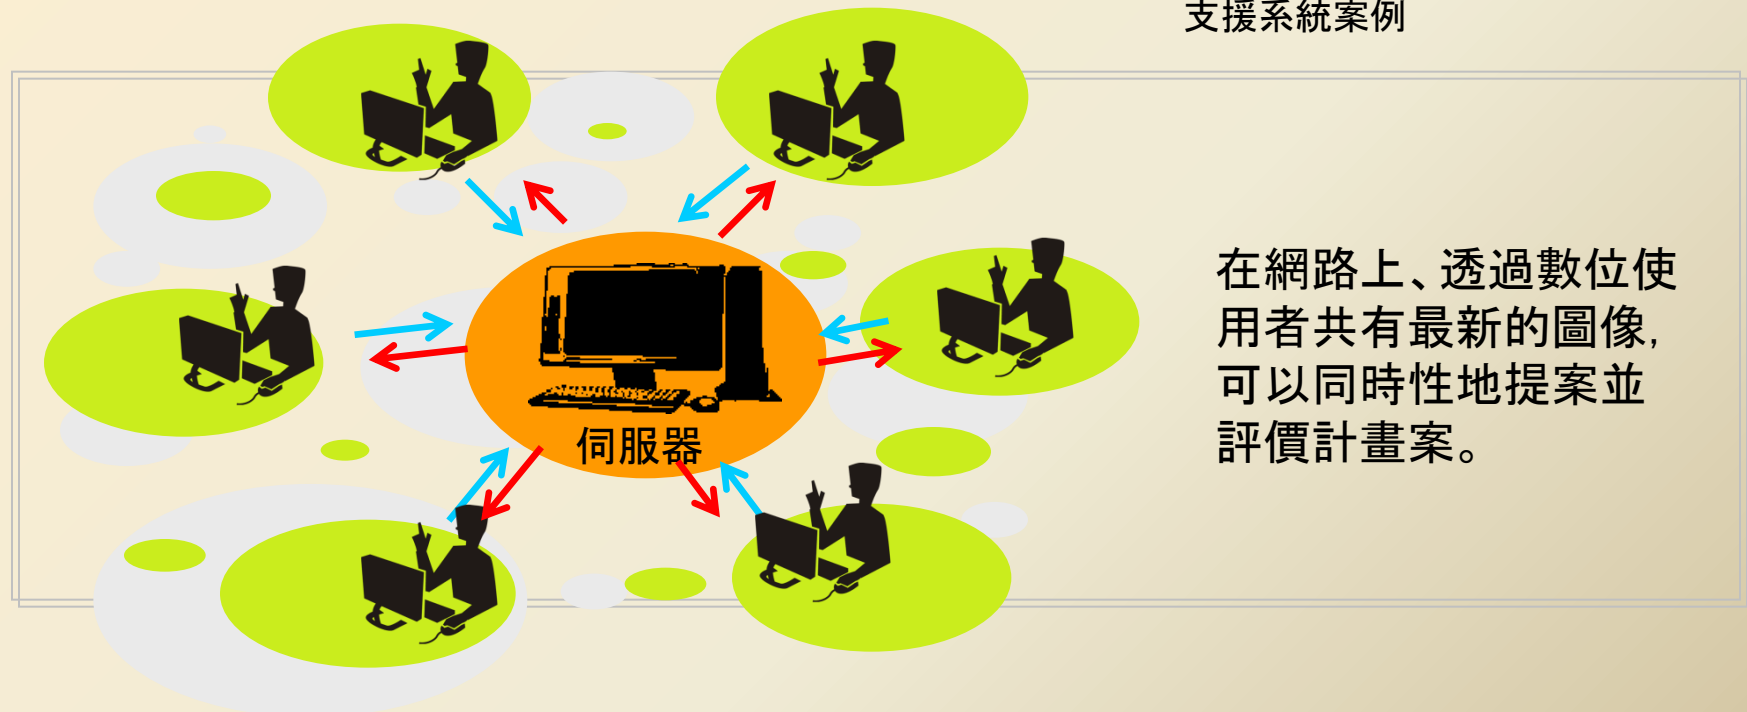 支援系統案例
在網路上、透過數位使
用者共有最新的圖像,
可以同時性地提案並
評價計畫案。
伺服器